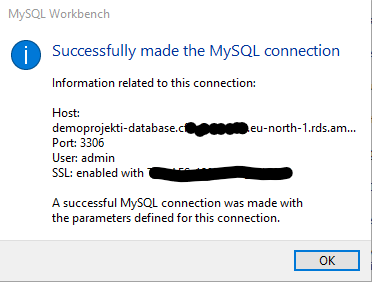 MySQL Workbench
Successfully made the MySQL connection
Information related to this connection:
Host:
demoprojekti-database.c .eu-north-1.rds.am...
Port: 3306
User: admin
SSL: enabled with
A successful MySQL connection was made with
the parameters defined for this connection.
OK